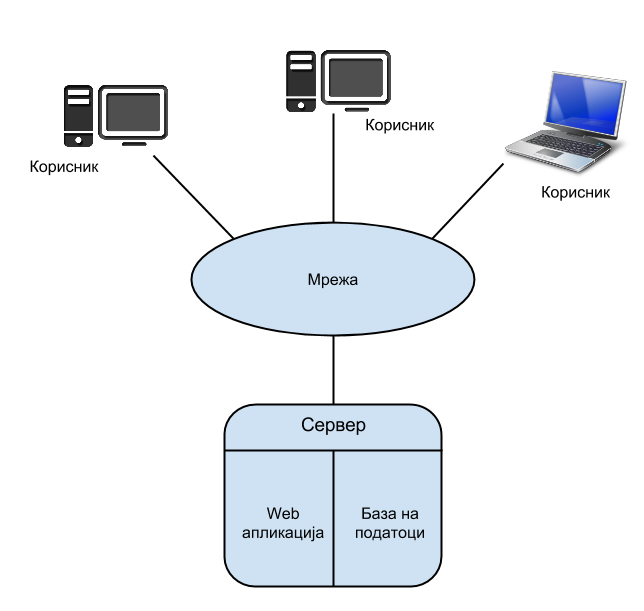 Корисник
Корисник
Корисник
Мрежа
Сервер
Web
апликација
База на
податоци